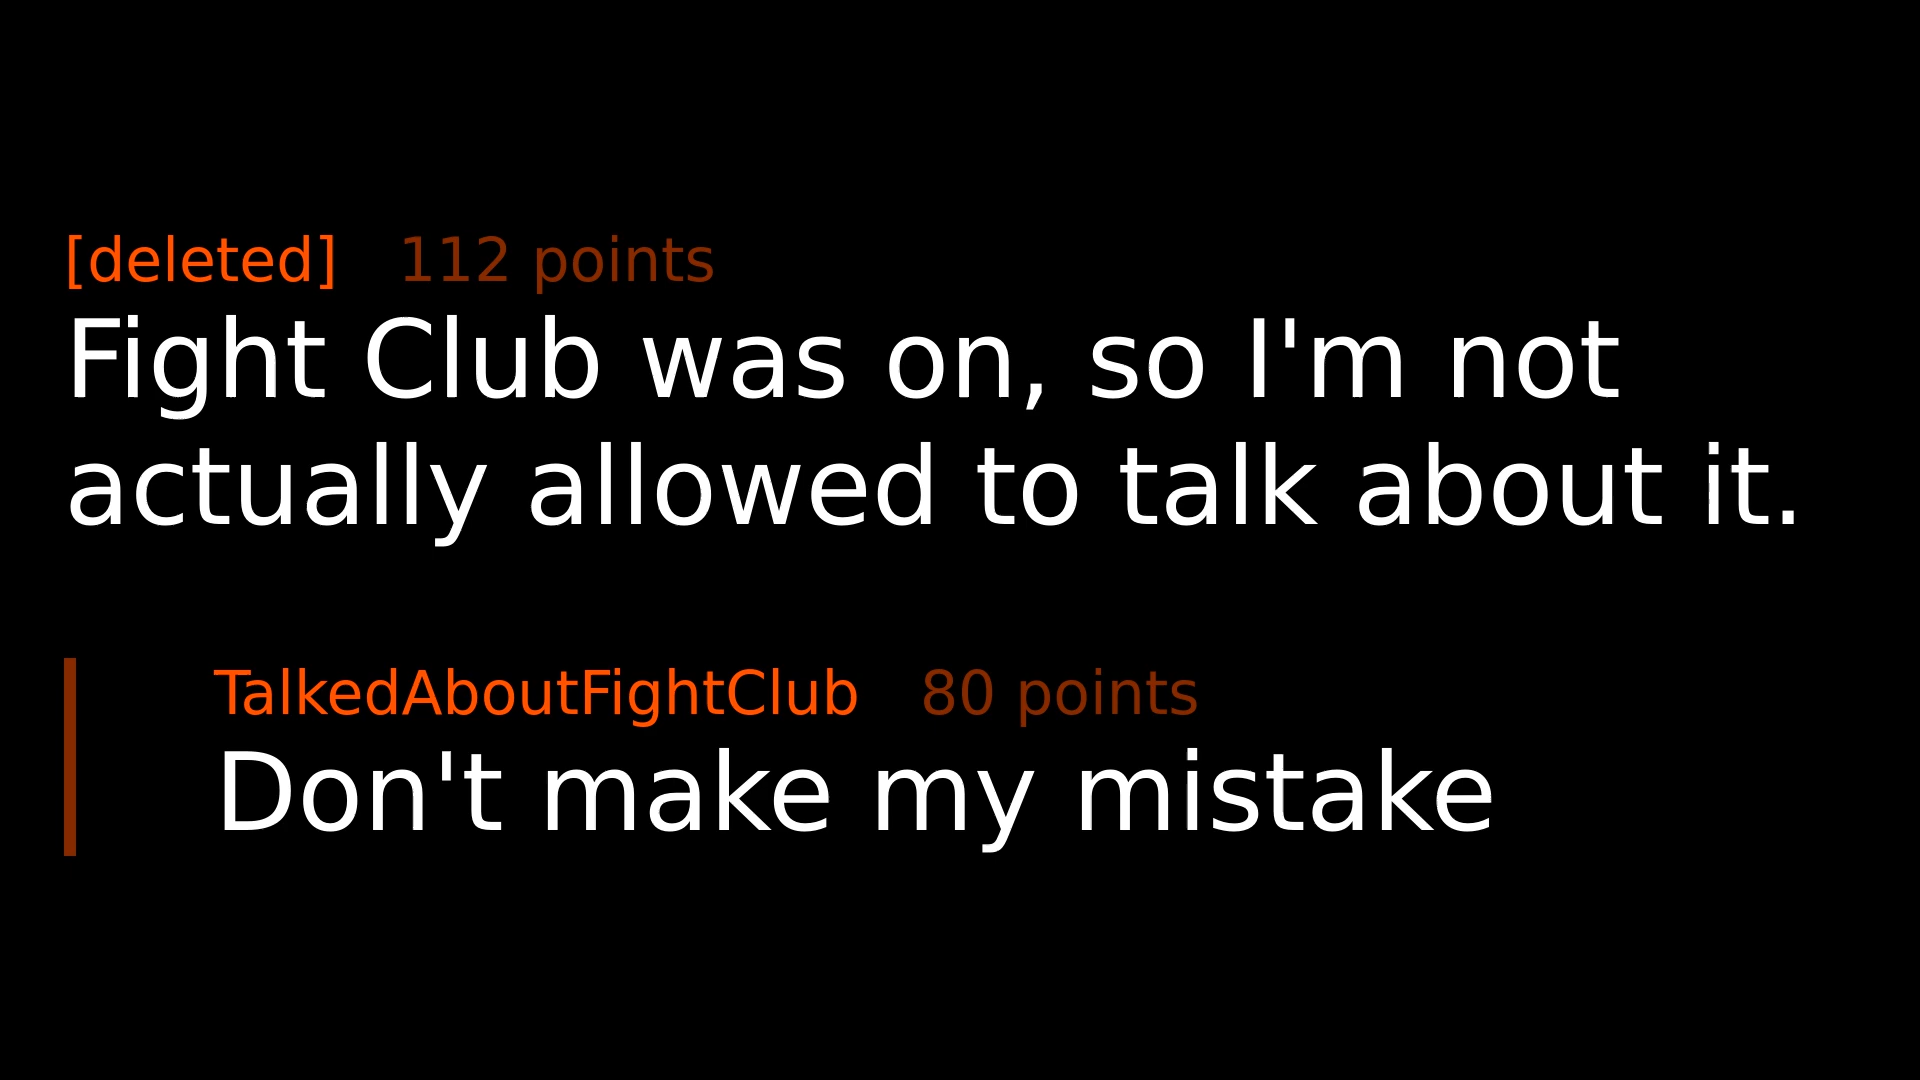 [deleted] 112 points
Fight Club was on, so I'm not
actually allowed to talk about it.
TalkedAboutFightClub 80 points
Don't make my mistake